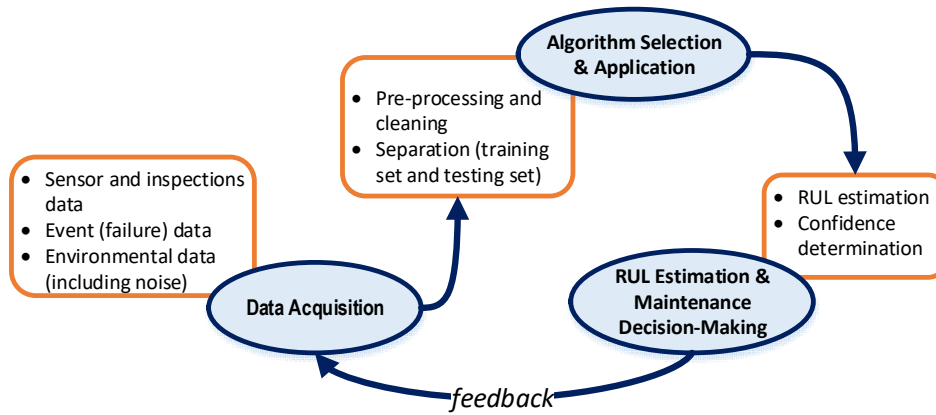 Algorithm Selection
& Application
• Pre-processing and
cleaning
• Separation (training
set and testing set)
• Sensor and inspections
data
• Event (failure) data
• Environmental data
(including noise)
Data Acquisition
• RUL estimation
• Confidence
determination
RUL Estimation &
Maintenance
Decision-Making
feedback